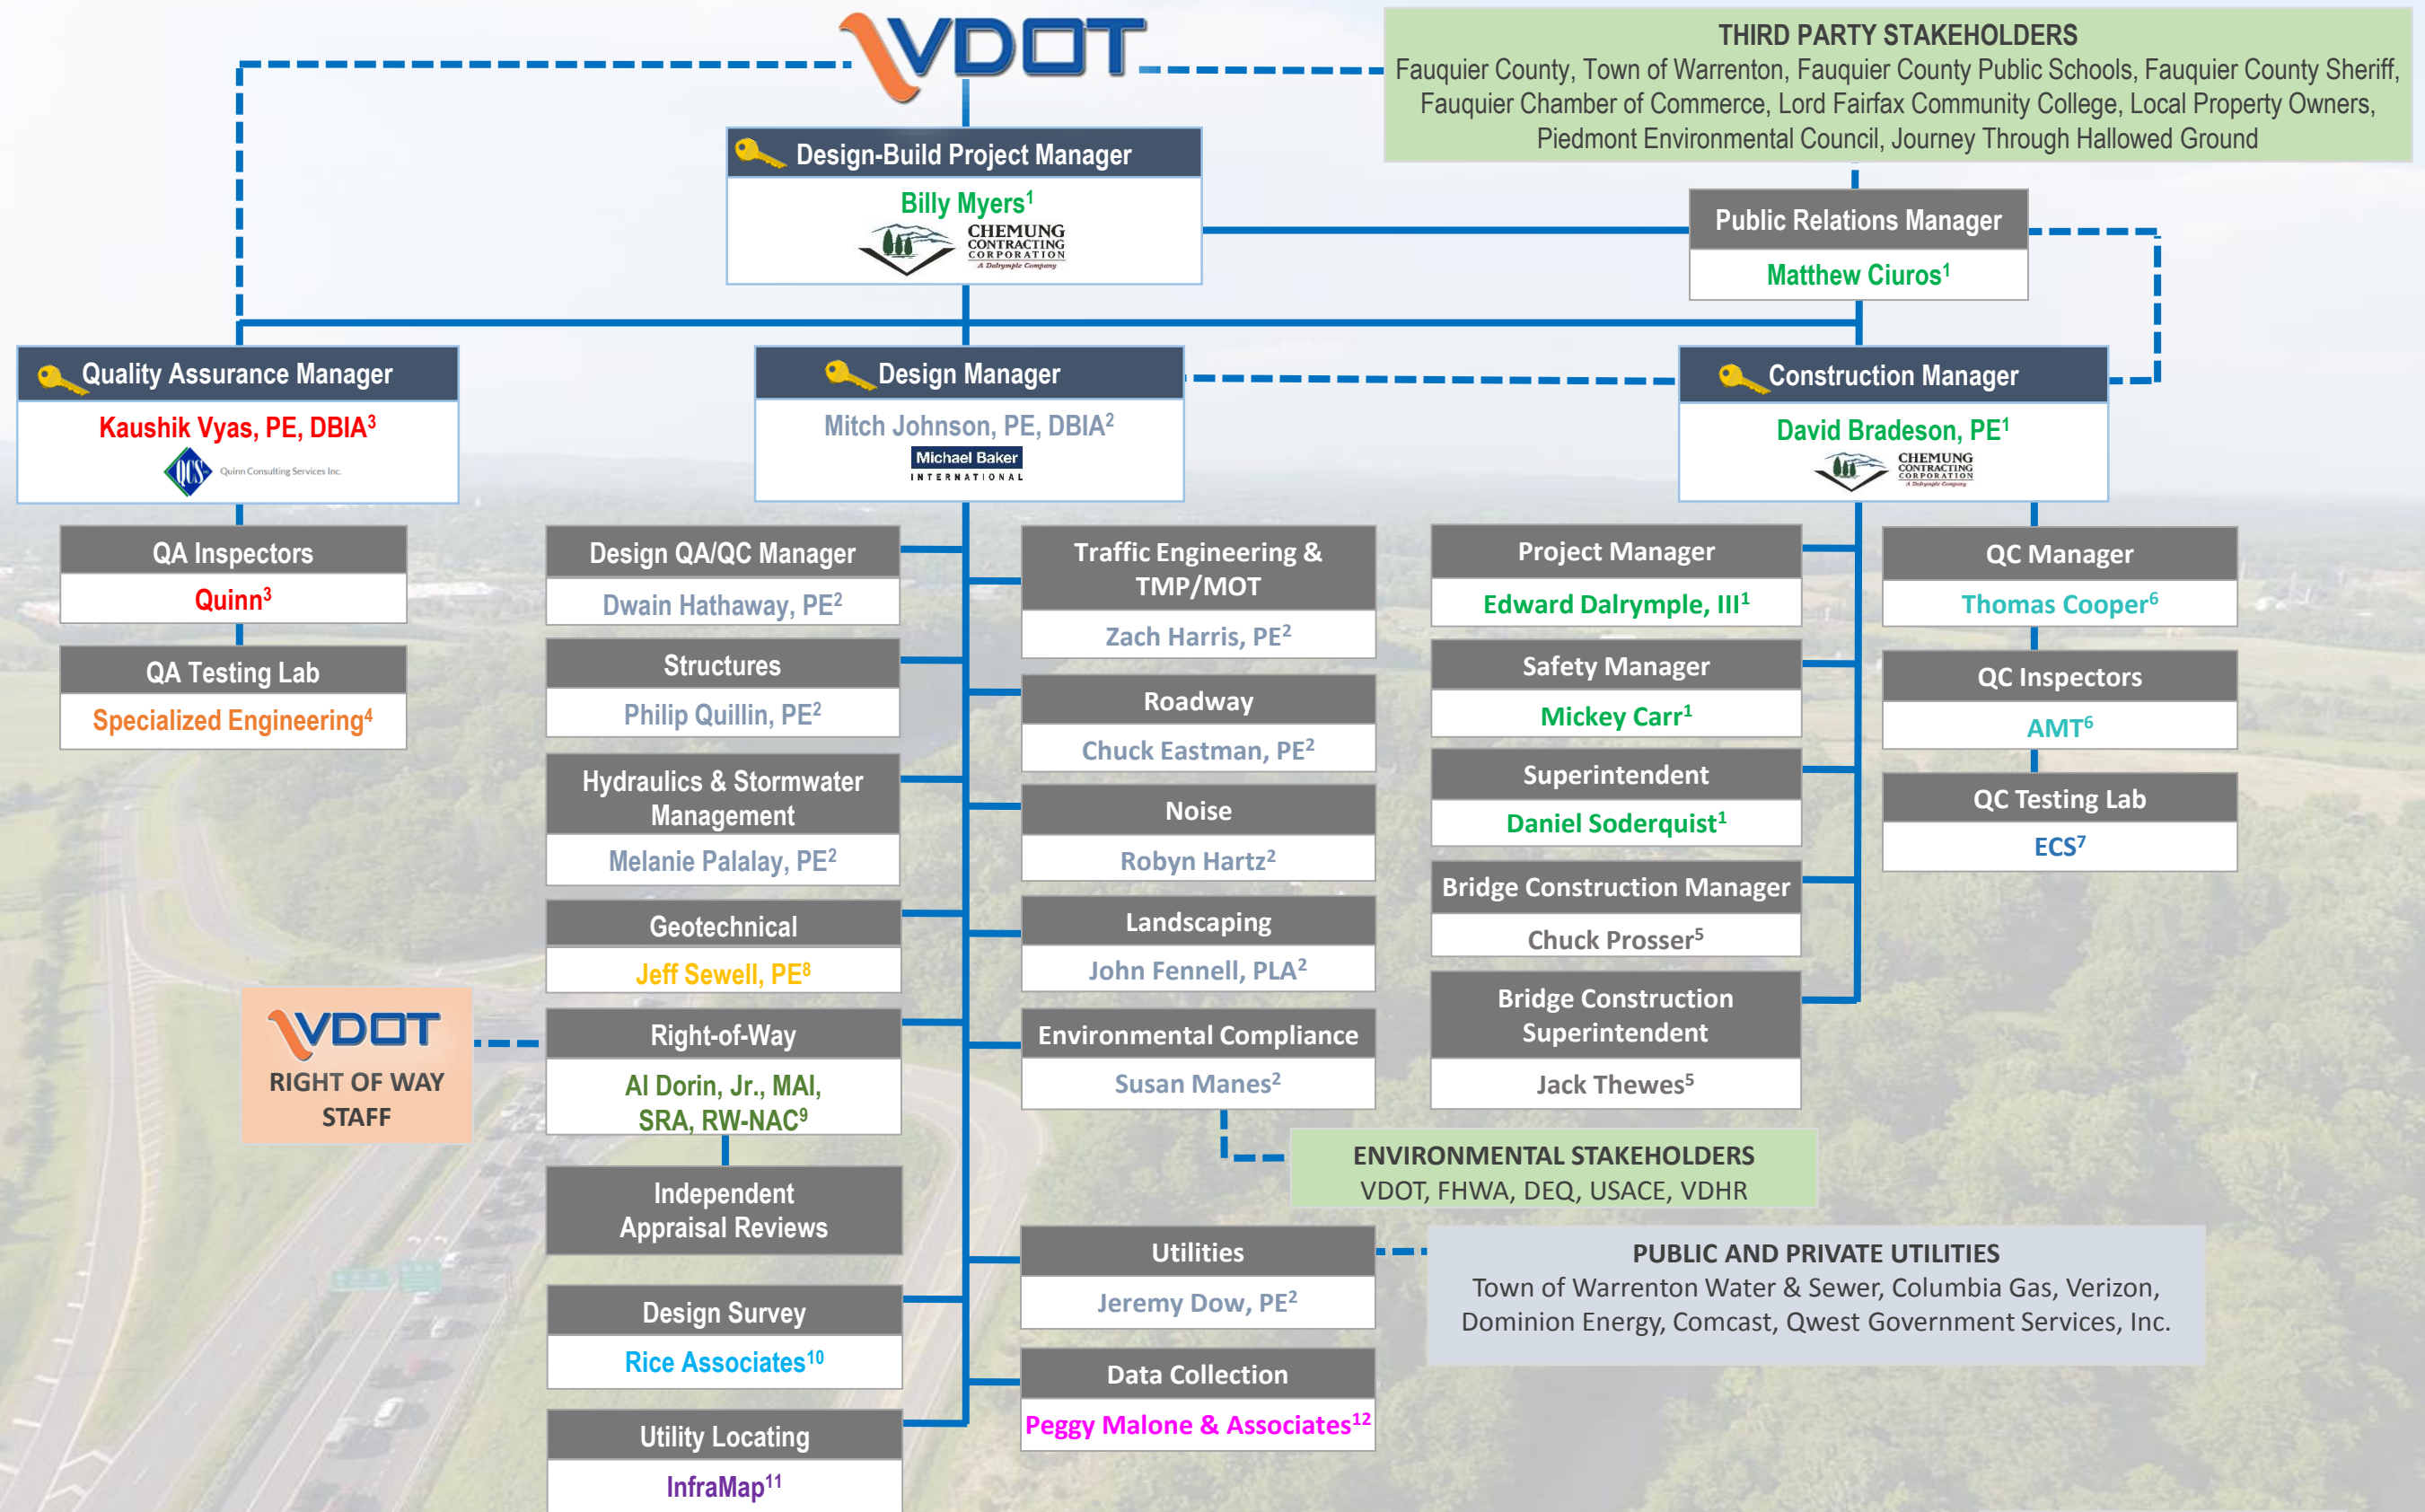 VDOT
THIRD PARTY STAKEHOLDERS
Fauquier County, Town of Warrenton, Fauquier County Public Schools, Fauquier County Sheriff,
Fauquier Chamber of Commerce, Lord Fairfax Community College, Local Property Owners,
Piedmont Environmental Council, Journey Through Hallowed Ground
Design-Build Project Manager
Billy Myers¹
CHEMUNG
CONTRACTING
CORPORATION
A Dalrymple Company
Public Relations Manager
Matthew Ciuros¹
Quality Assurance Manager
Kaushik Vyas, PE, DBIA³
QCS
Quinn Consulting Services Inc.
Design Manager
Mitch Johnson, PE, DBIA²
Michael Baker
INTERNATIONAL
Construction Manager
David Bradeson, PE¹
CHEMUNG
CONTRACTING
CORPORATION
A Dalrymple Company
QA Inspectors
Quinn³
QA Testing Lab
Specialized Engineering⁴
Design QA/QC Manager
Dwain Hathaway, PE²
Structures
Philip Quillin, PE²
Hydraulics & Stormwater
Management
Melanie Palalay, PE²
Geotechnical
Jeff Sewell, PE⁸
VDOT
RIGHT OF WAY
STAFF
Right-of-Way
Al Dorin, Jr., MAI,
SRA, RW-NAC⁹
Independent
Appraisal Reviews
Design Survey
Rice Associates¹⁰
Utility Locating
InfraMap¹¹
Traffic Engineering &
TMP/MOT
Zach Harris, PE²
Roadway
Chuck Eastman, PE²
Noise
Robyn Hartz²
Landscaping
John Fennell, PLA²
Environmental Compliance
Susan Manes²
ENVIRONMENTAL STAKEHOLDERS
VDOT, FHWA, DEQ, USACE, VDHR
Utilities
Jeremy Dow, PE²
PUBLIC AND PRIVATE UTILITIES
Town of Warrenton Water & Sewer, Columbia Gas, Verizon,
Dominion Energy, Comcast, Qwest Government Services, Inc.
Data Collection
Peggy Malone & Associates¹²
Project Manager
Edward Dalrymple, III¹
Safety Manager
Mickey Carr¹
Superintendent
Daniel Soderquist¹
Bridge Construction Manager
Chuck Prosser⁵
Bridge Construction
Superintendent
Jack Thewes⁵
QC Manager
Thomas Cooper⁶
QC Inspectors
AMT⁶
QC Testing Lab
ECS⁷